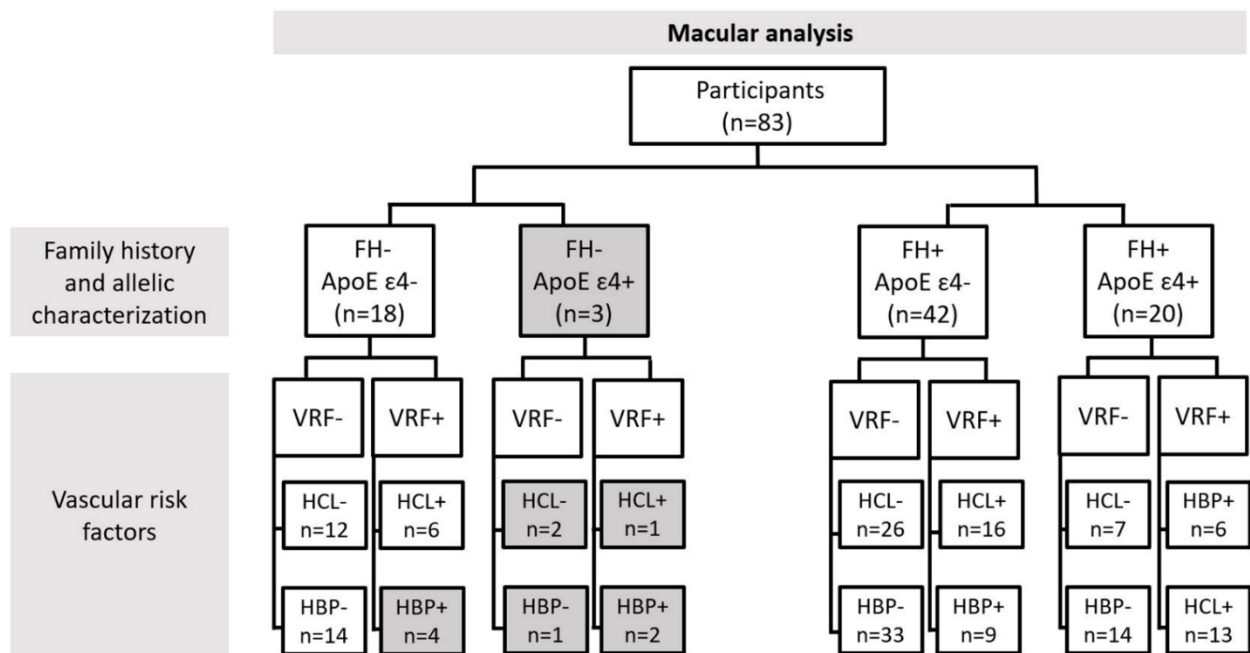 Macular analysis
Participants
(n=83)
Family history
and allelic
characterization
FH-
ApoE ε4-
(n=18)
FH-
ApoE ε4+
(n=3)
FH+
ApoE ε4-
(n=42)
FH+
ApoE ε4+
(n=20)
Vascular risk
factors
VRF-
VRF+
VRF-
VRF+
VRF-
VRF+
VRF-
VRF+
HCL-
n=12
HCL+
n=6
HCL-
n=2
HCL+
n=1
HCL-
n=26
HCL+
n=16
HCL-
n=7
HBP+
n=6
HBP-
n=14
HBP+
n=4
HBP-
n=1
HBP+
n=2
HBP-
n=33
HBP+
n=9
HBP-
n=14
HCL+
n=13